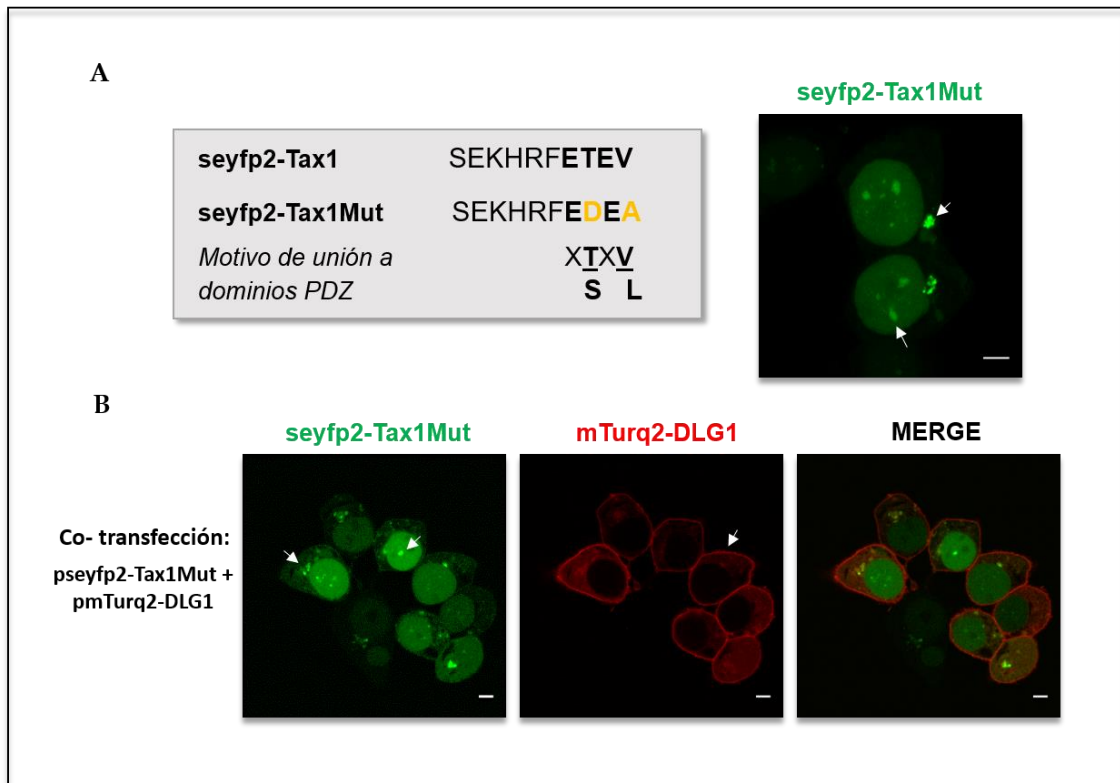 A
seyfp2-Tax1Mut
seyfp2-Tax1 SEKHRFETEV
seyfp2-Tax1Mut SEKHRFEDEA
Motivo de unión a XTXV
dominios PDZ S L
B
seyfp2-Tax1Mut mTurq2-DLG1 MERGE
Co- transfección:
pseyfp2-Tax1Mut +
pmTurq2-DLG1